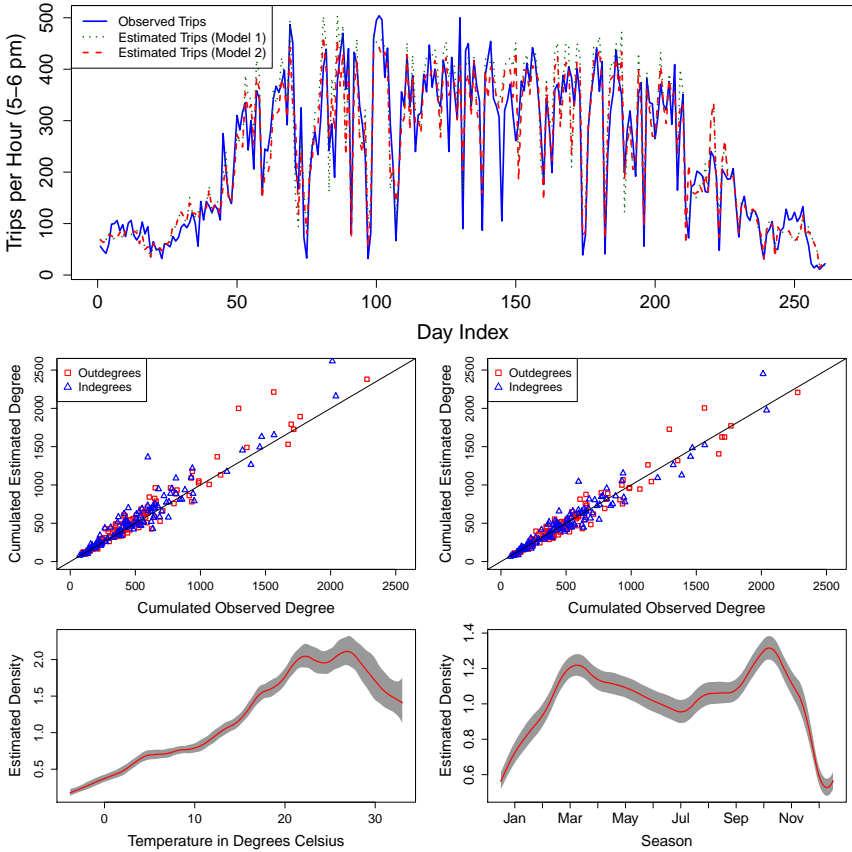 Observed Trips
Estimated Trips (Model 1)
Estimated Trips (Model 2)
Trips per Hour (5–6 pm)
0
100
200
300
400
500
0
50
100
150
200
250
Day Index
Outdegrees
Indegrees
Cumulated Estimated Degree
0
500
1000
1500
2000
2500
0
500
1000
1500
2000
2500
Cumulated Observed Degree
Outdegrees
Indegrees
Cumulated Estimated Degree
0
500
1000
1500
2000
2500
0
500
1000
1500
2000
2500
Cumulated Observed Degree
Estimated Density
0.5
1.0
1.5
2.0
0
10
20
30
Temperature in Degrees Celsius
Estimated Density
0.6
0.8
1.0
1.2
1.4
Jan
Mar
May
Jul
Sep
Nov
Season